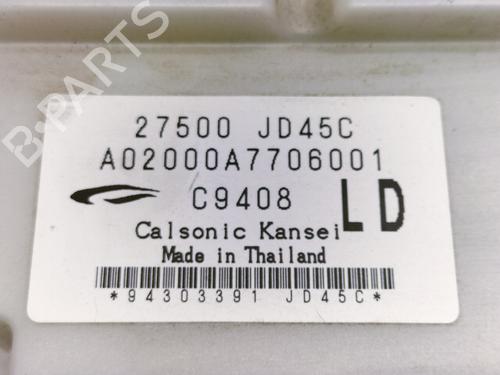 B-PARTS
27500 JD45C
A02000A7706001
C9408
LD
Calsonic Kansei
Made in Thailand
*94303391 JD45C*